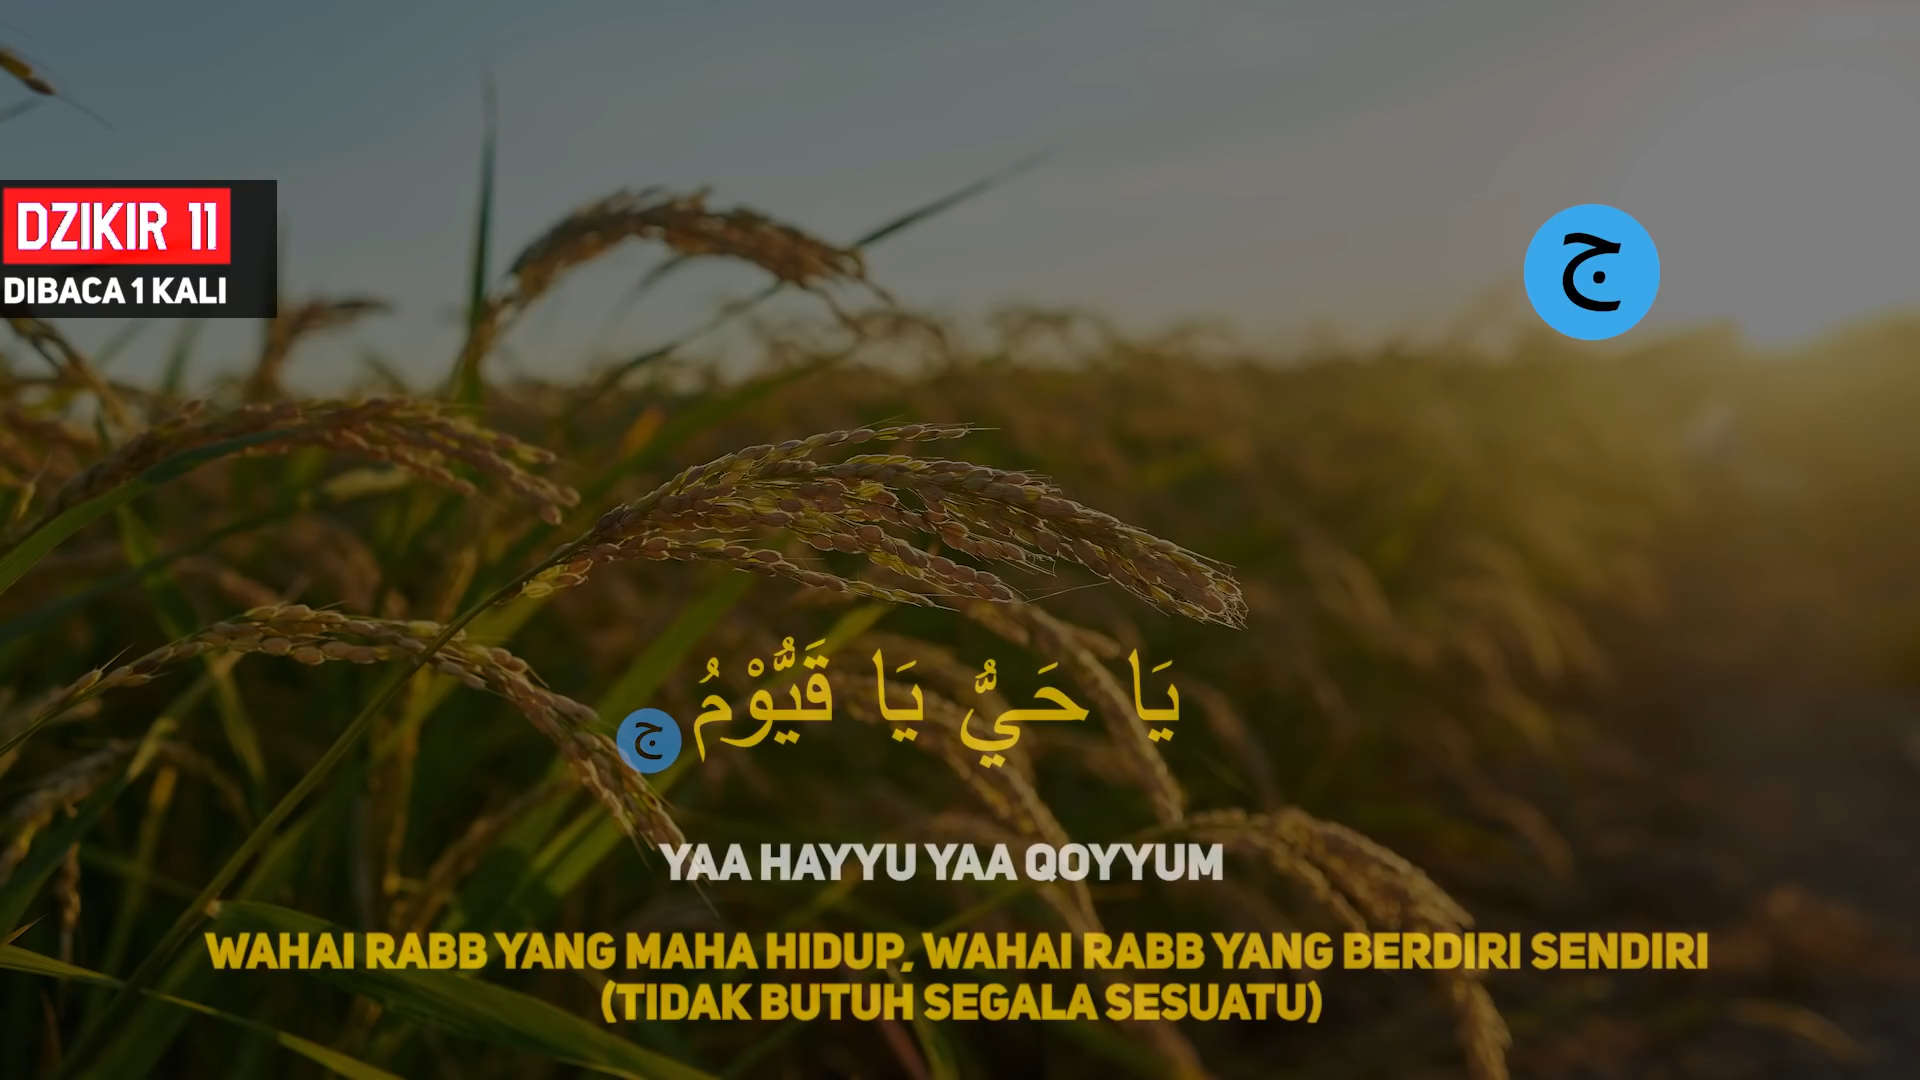 DZIKIR 11
DIBACA 1 KALI
ج
يَا حَيُّ يَا قَيُّوْمُ ج
YAA HAYYU YAA QOYYUM
WAHAI RABB YANG MAHA HIDUP, WAHAI RABB YANG BERDIRI SENDIRI
(TIDAK BUTUH SEGALA SESUATU)